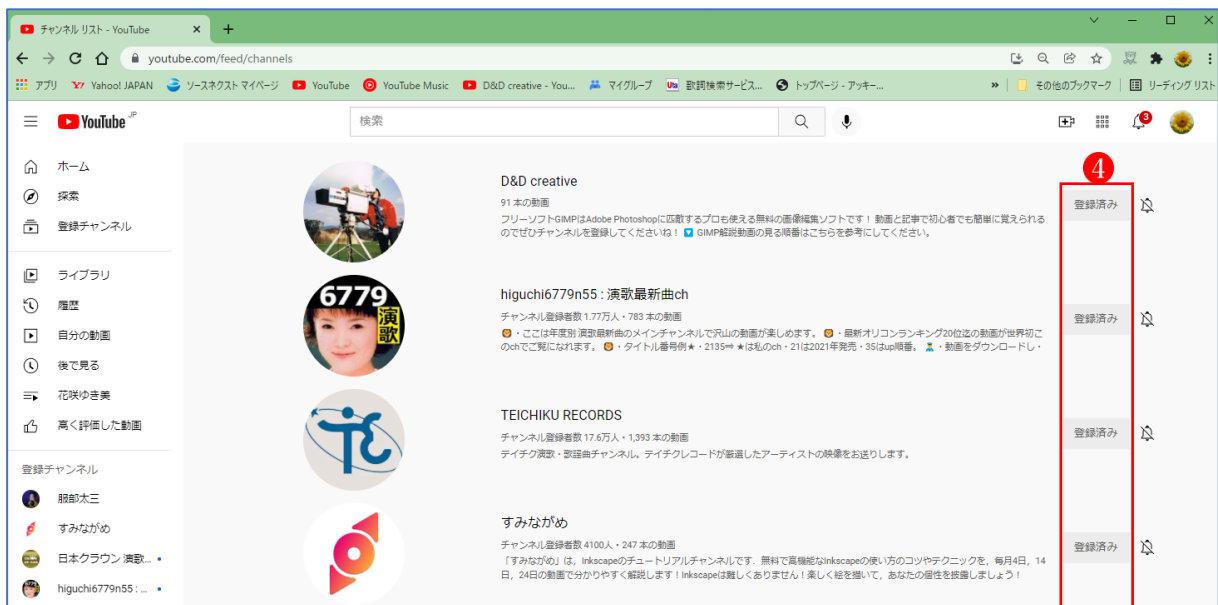 チャンネル リスト - YouTube
youtube.com/feed/channels
アプリ Yahoo! JAPAN ソースネクスト マイページ YouTube YouTube Music D&D creative - You... マイグループ Uta 歌詞検索サービス... トップページ - アッキー... » その他のブックマーク リーディング リスト
YouTube JP 検索 3
ホーム
探索
登録チャンネル
ライブラリ
履歴
自分の動画
後で見る
花咲ゆき美
高く評価した動画
登録チャンネル
服部太三
すみながめ
日本クラウン 演歌...
higuchi6779n55 : ...
4
D&D creative
91 本の動画
フリーソフトGIMPはAdobe Photoshopに匹敵するプロも使える無料の画像編集ソフトです！ 動画と記事で初心者でも簡単に覚えられる
のでぜひチャンネルを登録してくださいね！ GIMP解説動画の見る順番はこちらを参考にしてください。
登録済み
6779
演歌
higuchi6779n55 : 演歌最新曲ch
チャンネル登録者数 1.77万人・783 本の動画
・ここは年度別 演歌最新曲のメインチャンネルで沢山の動画が楽しめます。 ・最新オリコンランキング20位迄の動画が世界初こ
のchでご覧になれます。 ・タイトル番号例★・2135⇒ ★は私のch・21は2021年発売・35はup順番。 ・動画をダウンロードし・
登録済み
TEICHIKU RECORDS
チャンネル登録者数 17.6万人・1,393 本の動画
テイチク演歌・歌謡曲チャンネル。テイチクレコードが厳選したアーティストの映像をお送りします。
登録済み
すみながめ
チャンネル登録者数 4100人・247 本の動画
「すみながめ」は，Inkscapeのチュートリアルチャンネルです．無料で高機能なInkscapeの使い方のコツやテクニックを，毎月4日，14
日，24日の動画で分かりやすく解説します！Inkscapeは難しくありません！楽しく絵を描いて，あなたの個性を披露しましょう！
登録済み